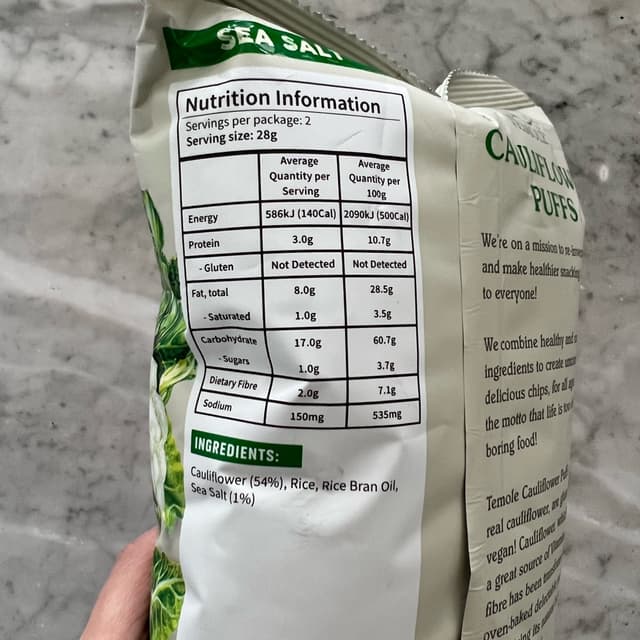 SEA SALT
Nutrition Information
Servings per package: 2
Serving size: 28g
Average Quantity per Serving | Average Quantity per 100g
Energy 586kJ (140Cal) 2090kJ (500Cal)
Protein 3.0g 10.7g
- Gluten Not Detected Not Detected
Fat, total 8.0g 28.5g
- Saturated 1.0g 3.5g
Carbohydrate 17.0g 60.7g
- Sugars 1.0g 3.7g
Dietary Fibre 2.0g 7.1g
Sodium 150mg 535mg
INGREDIENTS:
Cauliflower (54%), Rice, Rice Bran Oil,
Sea Salt (1%)
CAULIFLOW
PUFFS
We're on a mission to
and make healthier snacking
to everyone!
We combine healthy and
ingredients to create
delicious chips, for all
the motto that life is too
boring food!
Temole Cauliflower
real cauliflower, are
vegan! Cauliflower
a great source of
fibre has been
oven-baked
its